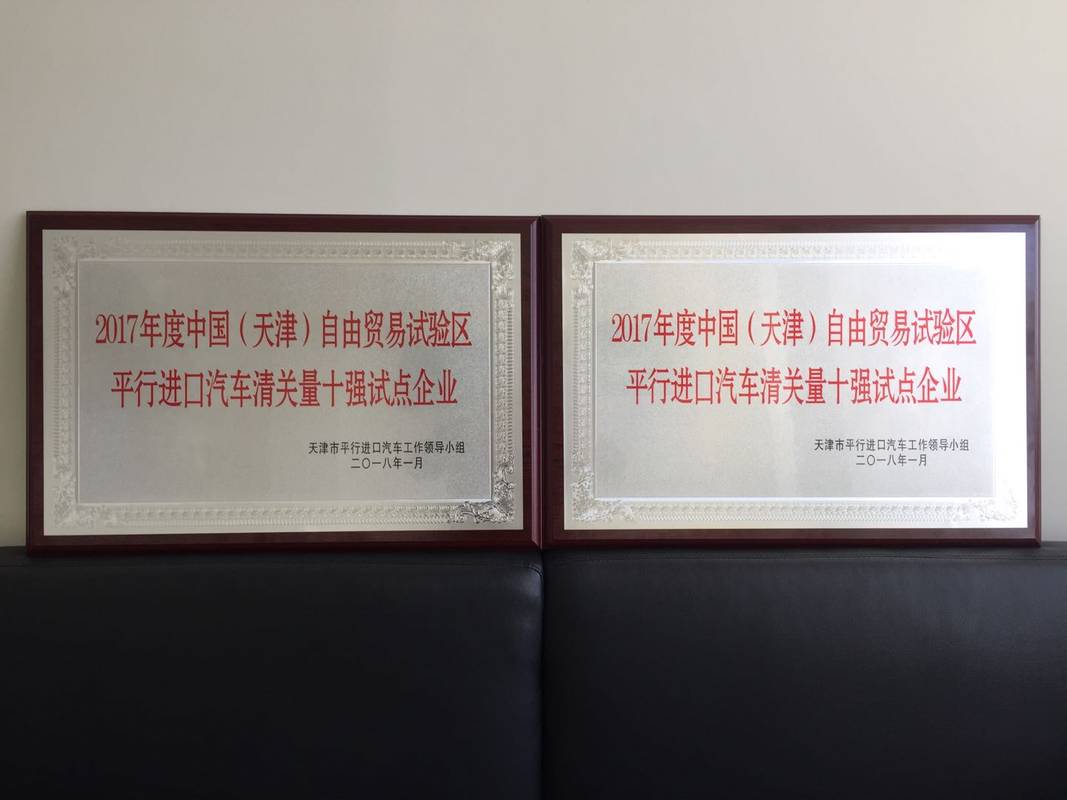 2017年度中国（天津）自由贸易试验区
平行进口汽车清关量十强试点企业
天津市平行进口汽车工作领导小组
二〇一八年一月
2017年度中国（天津）自由贸易试验区
平行进口汽车清关量十强试点企业
天津市平行进口汽车工作领导小组
二〇一八年一月